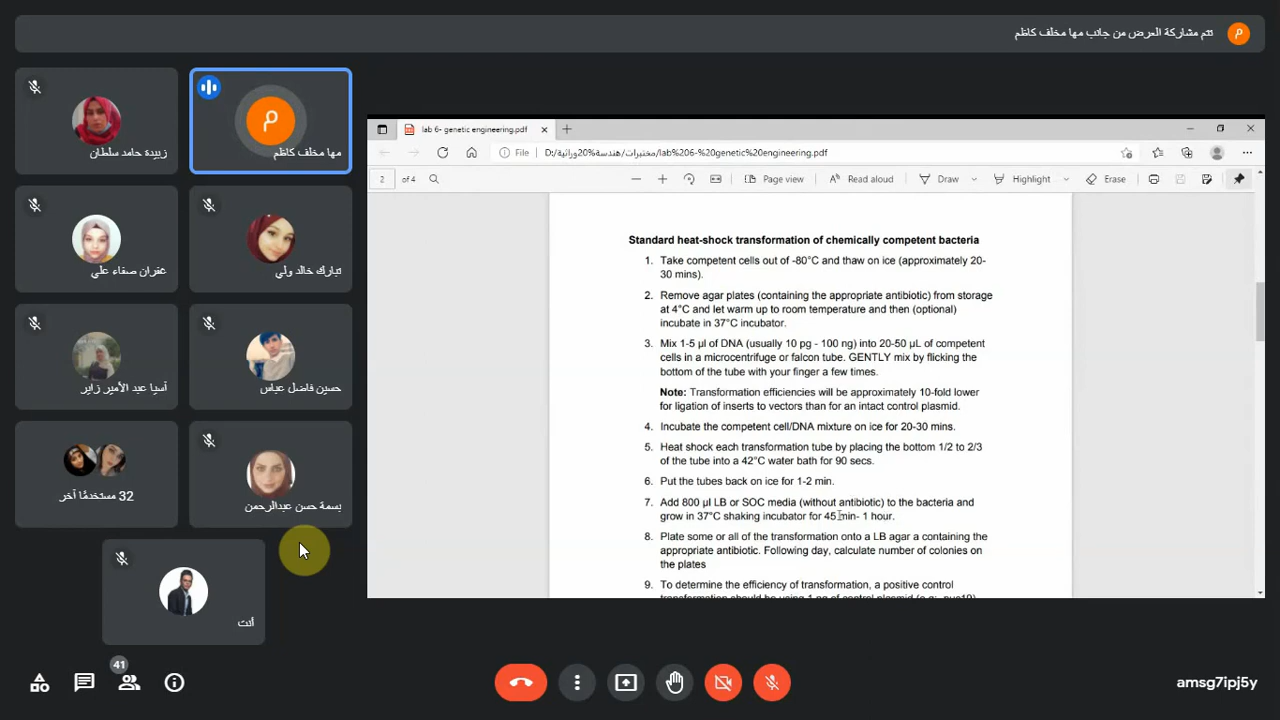 تتم مشاركة العرض من جانب مها مخلف كاظم
م
زبيدة حامد سلطان
م
مها مخلف كاظم
غفران صفاء علي
تبارك خالد ولي
آسيا عبد الأمير زاير
حسين فاضل عباس
32 مستخدمًا آخر
بسمة حسن عبدالرحمن
أنت
lab 6- genetic engineering.pdf
File
D:/مختبرات/هندسة%20وراثية/lab%206-%20genetic%20engineering.pdf
2 of 4
Page view
Read aloud
Draw
Highlight
Erase
Standard heat-shock transformation of chemically competent bacteria
1. Take competent cells out of -80°C and thaw on ice (approximately 20-
30 mins).
2. Remove agar plates (containing the appropriate antibiotic) from storage
at 4°C and let warm up to room temperature and then (optional)
incubate in 37°C incubator.
3. Mix 1-5 µl of DNA (usually 10 pg - 100 ng) into 20-50 µL of competent
cells in a microcentrifuge or falcon tube. GENTLY mix by flicking the
bottom of the tube with your finger a few times.
Note: Transformation efficiencies will be approximately 10-fold lower
for ligation of inserts to vectors than for an intact control plasmid.
4. Incubate the competent cell/DNA mixture on ice for 20-30 mins.
5. Heat shock each transformation tube by placing the bottom 1/2 to 2/3
of the tube into a 42°C water bath for 90 secs.
6. Put the tubes back on ice for 1-2 min.
7. Add 800 µl LB or SOC media (without antibiotic) to the bacteria and
grow in 37°C shaking incubator for 45 min- 1 hour.
8. Plate some or all of the transformation onto a LB agar a containing the
appropriate antibiotic. Following day, calculate number of colonies on
the plates
9. To determine the efficiency of transformation, a positive control
transformation should be using 1 ng of control plasmid
41
amsg7ipj5y